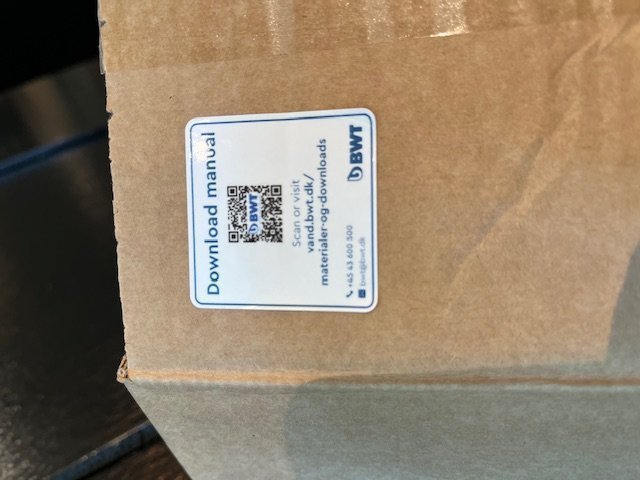 Download manual
BWT
Scan or visit
vand.bwt.dk/
materialer-og-downloads
+45 43 600 500
bwt@bwt.dk
BWT